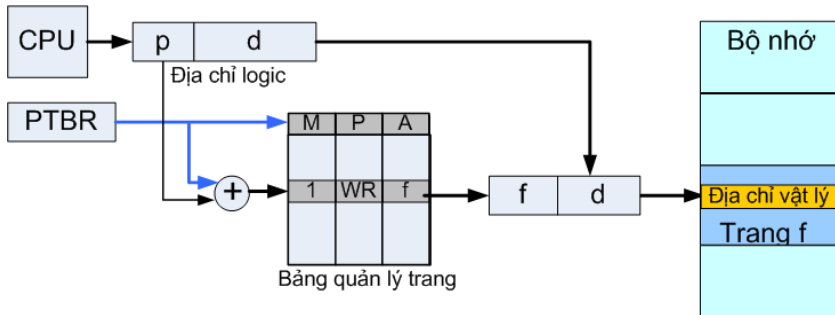 CPU
p d
Địa chỉ logic
PTBR
M P A
1 WR f
+
Bảng quản lý trang
f d
Bộ nhớ
Địa chỉ vật lý
Trang f